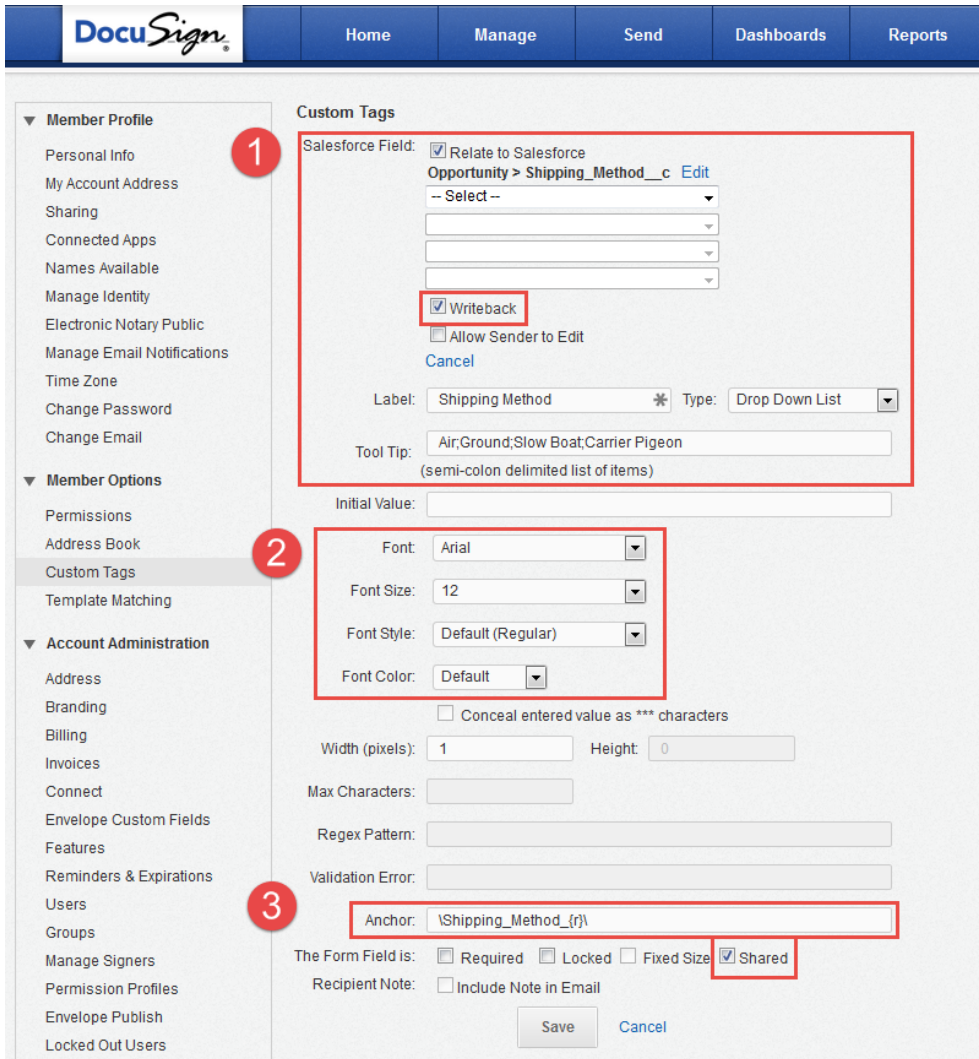 DocuSign®
Home Manage Send Dashboards Reports
Member Profile
Personal Info
My Account Address
Sharing
Connected Apps
Names Available
Manage Identity
Electronic Notary Public
Manage Email Notifications
Time Zone
Change Password
Change Email
Member Options
Permissions
Address Book
Custom Tags
Template Matching
Account Administration
Address
Branding
Billing
Invoices
Connect
Envelope Custom Fields
Features
Reminders & Expirations
Users
Groups
Manage Signers
Permission Profiles
Envelope Publish
Locked Out Users
Custom Tags
1
Salesforce Field: Relate to Salesforce
Opportunity > Shipping_Method__c Edit
-- Select --
Writeback
Allow Sender to Edit
Cancel
Label: Shipping Method * Type: Drop Down List
Tool Tip: Air;Ground;Slow Boat;Carrier Pigeon
(semi-colon delimited list of items)
Initial Value:
2
Font: Arial
Font Size: 12
Font Style: Default (Regular)
Font Color: Default
Conceal entered value as *** characters
Width (pixels): 1 Height: 0
Max Characters:
Regex Pattern:
Validation Error:
3
Anchor: \Shipping_Method_{r}\
The Form Field is: Required Locked Fixed Size Shared
Recipient Note: Include Note in Email
Save Cancel